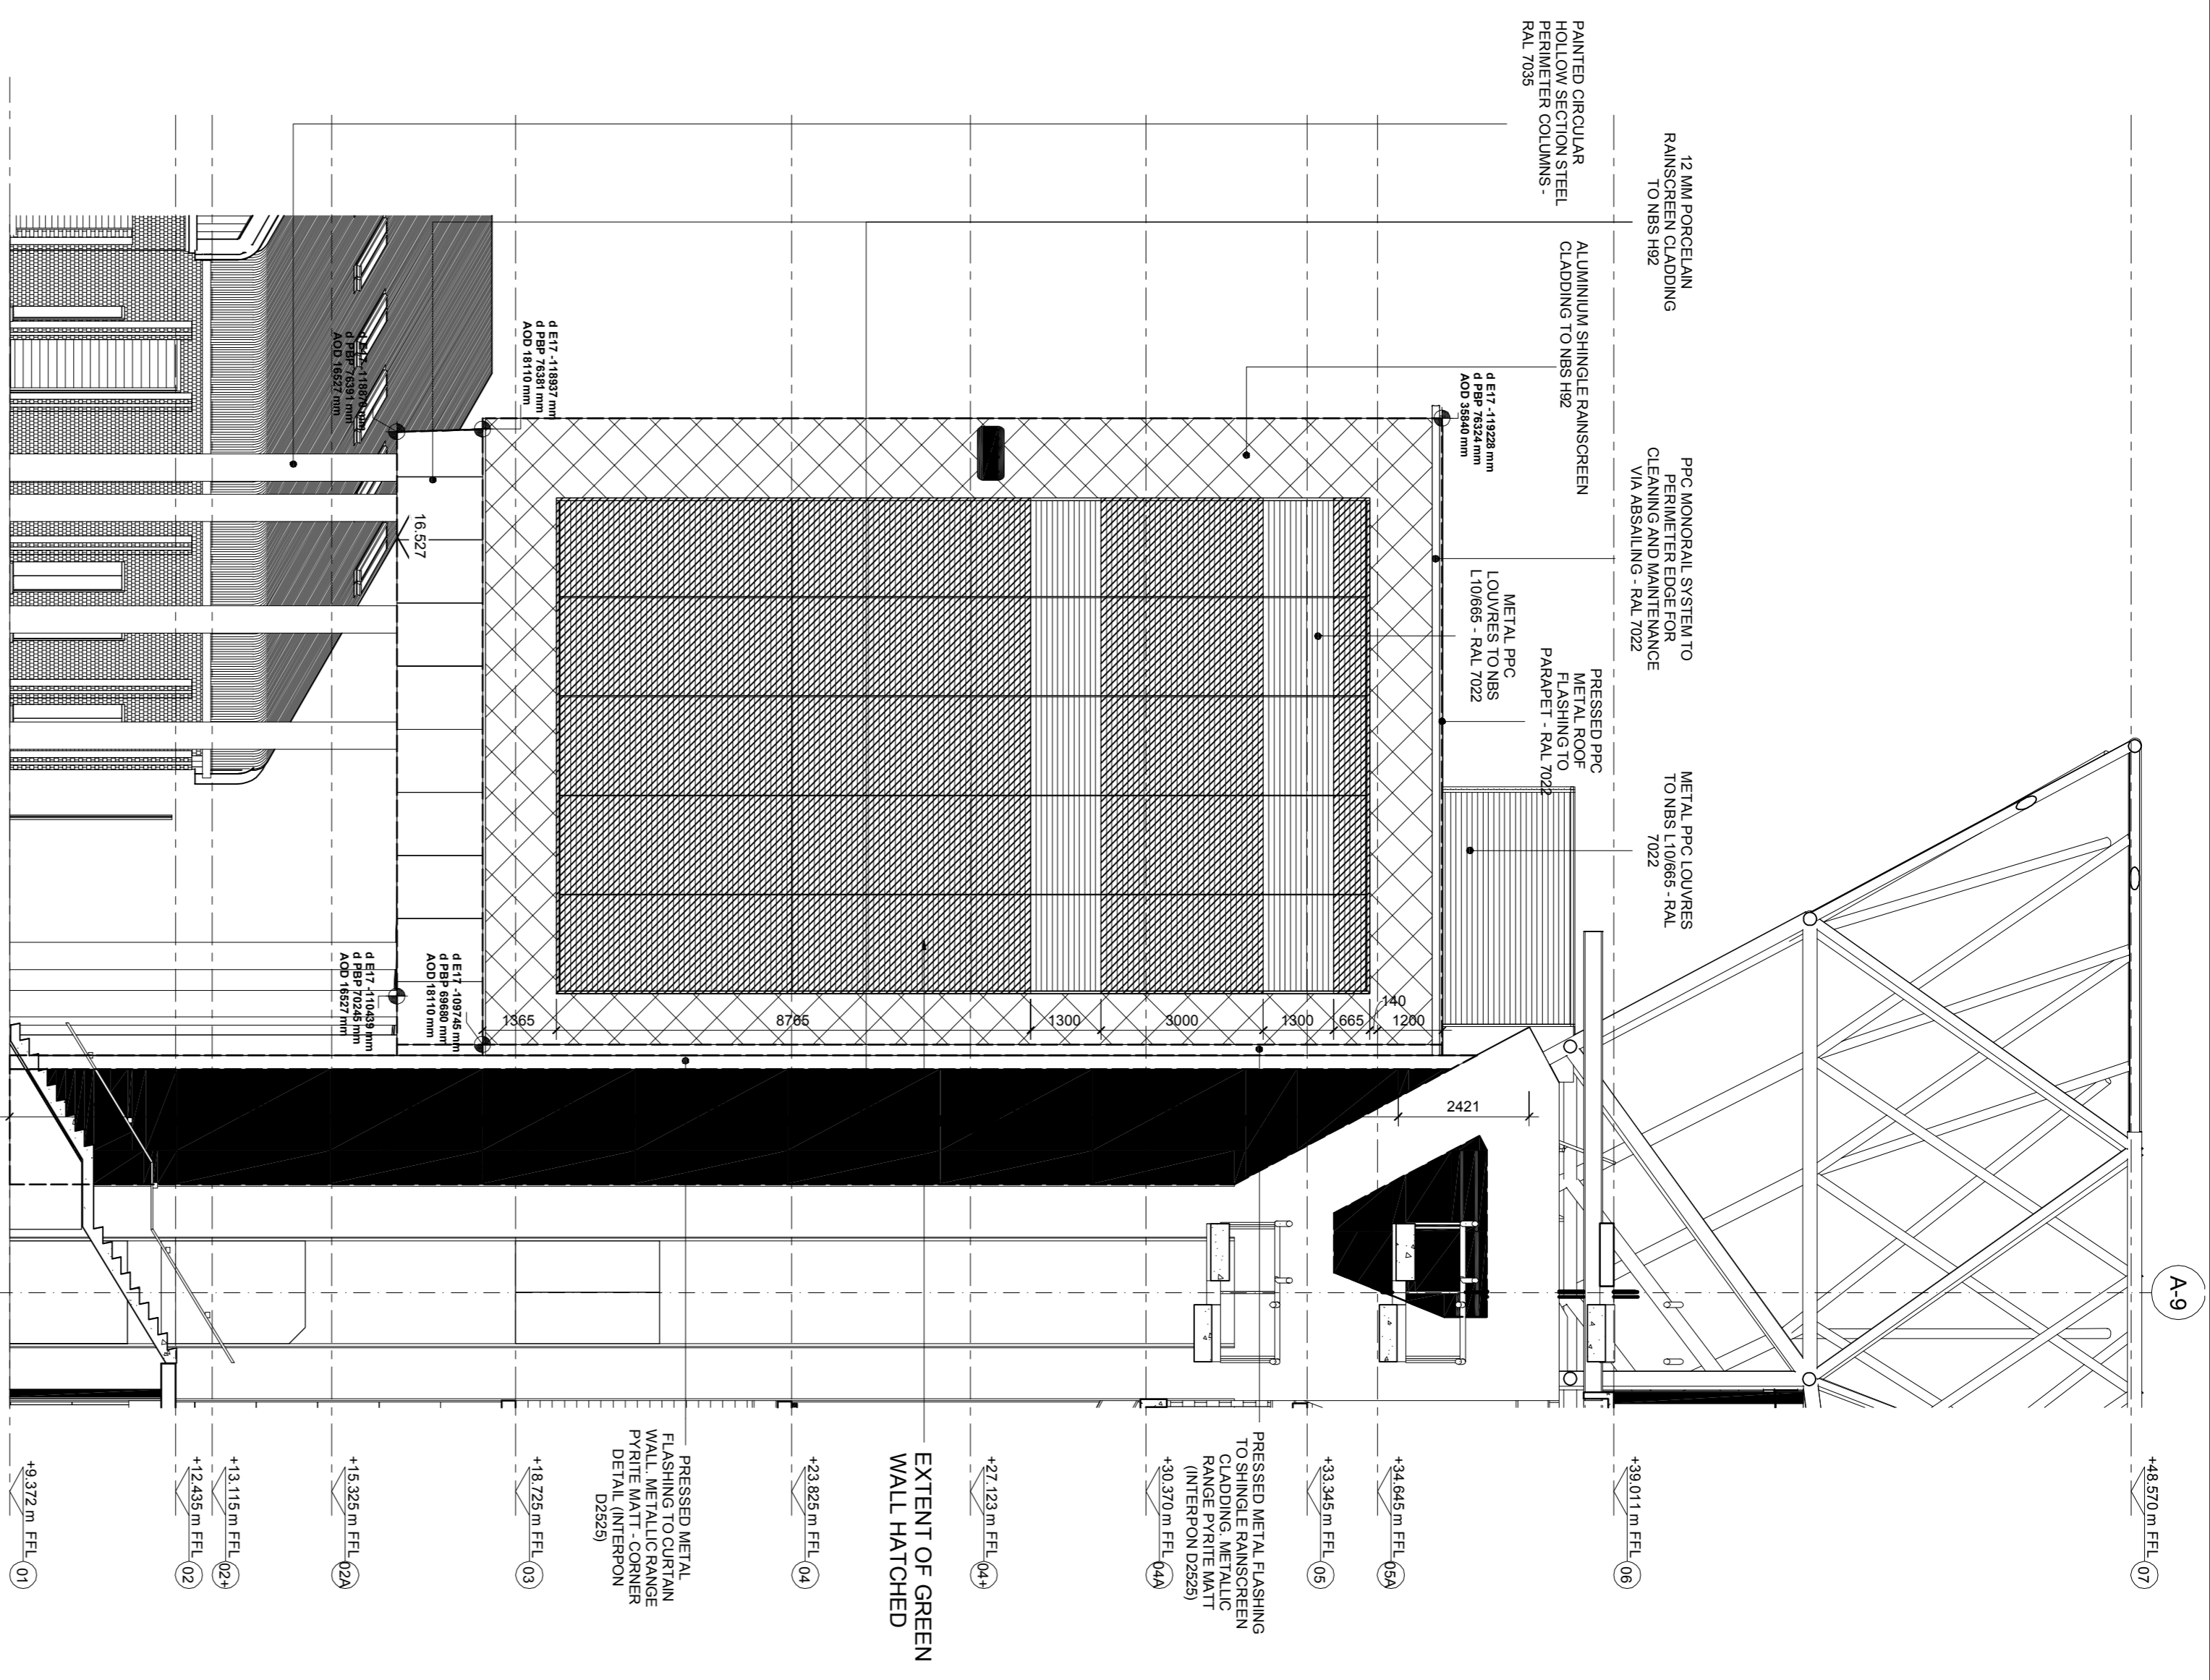 PAINTED CIRCULAR
HOLLOW SECTION STEEL
PERIMETER COLUMNS -
RAL 7035
12 MM PORCELAIN
RAINSCREEN CLADDING
TO NBS H92
ALUMINIUM SHINGLE RAINSCREEN
CLADDING TO NBS H92
PPC MONORAIL SYSTEM TO
PERIMETER EDGE FOR
CLEANING AND MAINTENANCE
VIA ABSAILING - RAL 7022
METAL PPC
LOUVRES TO NBS
L10/665 - RAL 7022
PRESSED PPC
METAL ROOF
FLASHING TO
PARAPET - RAL 7022
METAL PPC LOUVRES
TO NBS L10/665 - RAL
7022
d E17 -119228 mm
d PBP 76324 mm
AOD 35840 mm
d E17 -118937 mm
d PBP 76381 mm
AOD 18110 mm
d PBP 76391 mm
AOD 16527 mm
16.527
d E17 -109745 mm
d PBP 69680 mm
AOD 18110 mm
d E17 -110439 mm
d PBP 70245 mm
AOD 16527 mm
1200
140
665
1300
3000
1300
8765
1365
2421
A-9
+48.570 m FFL
07
+39.011 m FFL
06
+34.645 m FFL
05A
+33.345 m FFL
05
+30.370 m FFL
04A
+27.123 m FFL
04+
+23.825 m FFL
04
+18.725 m FFL
03
+15.325 m FFL
02A
+13.115 m FFL
02+
+12.435 m FFL
02
+9.372 m FFL
01
PRESSED METAL FLASHING
TO SHINGLE RAINSCREEN
CLADDING. METALLIC
RANGE PYRITE MATT
(INTERPON D2525)
EXTENT OF GREEN
WALL HATCHED
PRESSED METAL
FLASHING TO CURTAIN
WALL. METALLIC RANGE
PYRITE MATT - CORNER
DETAIL (INTERPON
D2525)